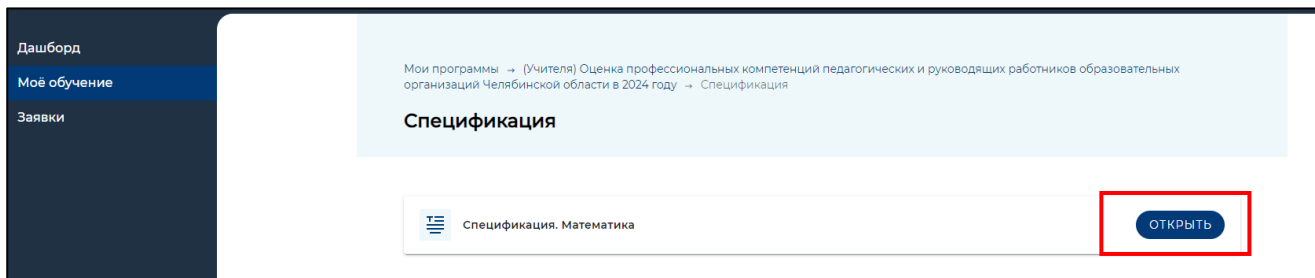 Дашборд
Моё обучение
Заявки
Мои программы → (Учителя) Оценка профессиональных компетенций педагогических и руководящих работников образовательных
организаций Челябинской области в 2024 году → Спецификация
Спецификация
Спецификация. Математика
ОТКРЫТЬ